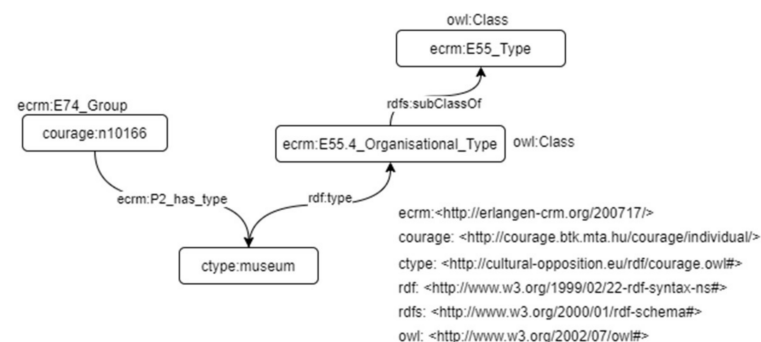 owl:Class
ecrm:E55_Type
rdfs:subClassOf
ecrm:E74_Group
courage:n10166
ecrm:E55.4_Organisational_Type
owl:Class
ecrm:P2_has_type
rdf:type
ctype:museum
ecrm:<http://erlangen-crm.org/200717/>
courage: <http://courage.btk.mta.hu/courage/individual/>
ctype: <http://cultural-opposition.eu/rdf/courage.owl#>
rdf: <http://www.w3.org/1999/02/22-rdf-syntax-ns#>
rdfs: <http://www.w3.org/2000/01/rdf-schema#>
owl: <http://www.w3.org/2002/07/owl#>